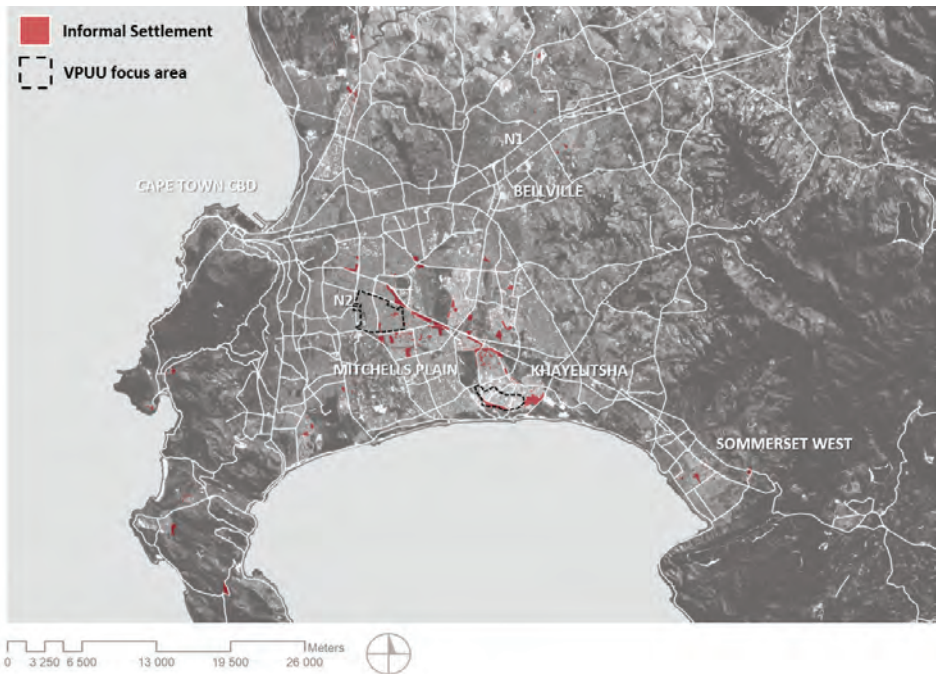 Informal Settlement
VPUU focus area
N1
CAPE TOWN CBD
BELLVILLE
N2
MITCHELLS PLAIN
KHAYELITSHA
SOMMERSET WEST
Meters
0 3 250 6 500 13 000 19 500 26 000